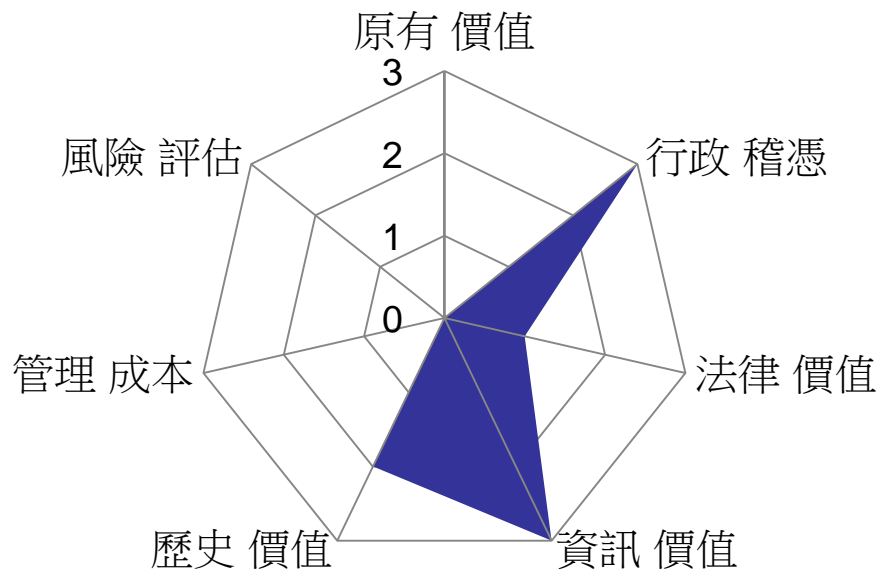 原有 價值
3
風險 評估
2
行政 稽憑
1
0
管理 成本
法律 價值
歷史 價值
資訊 價值